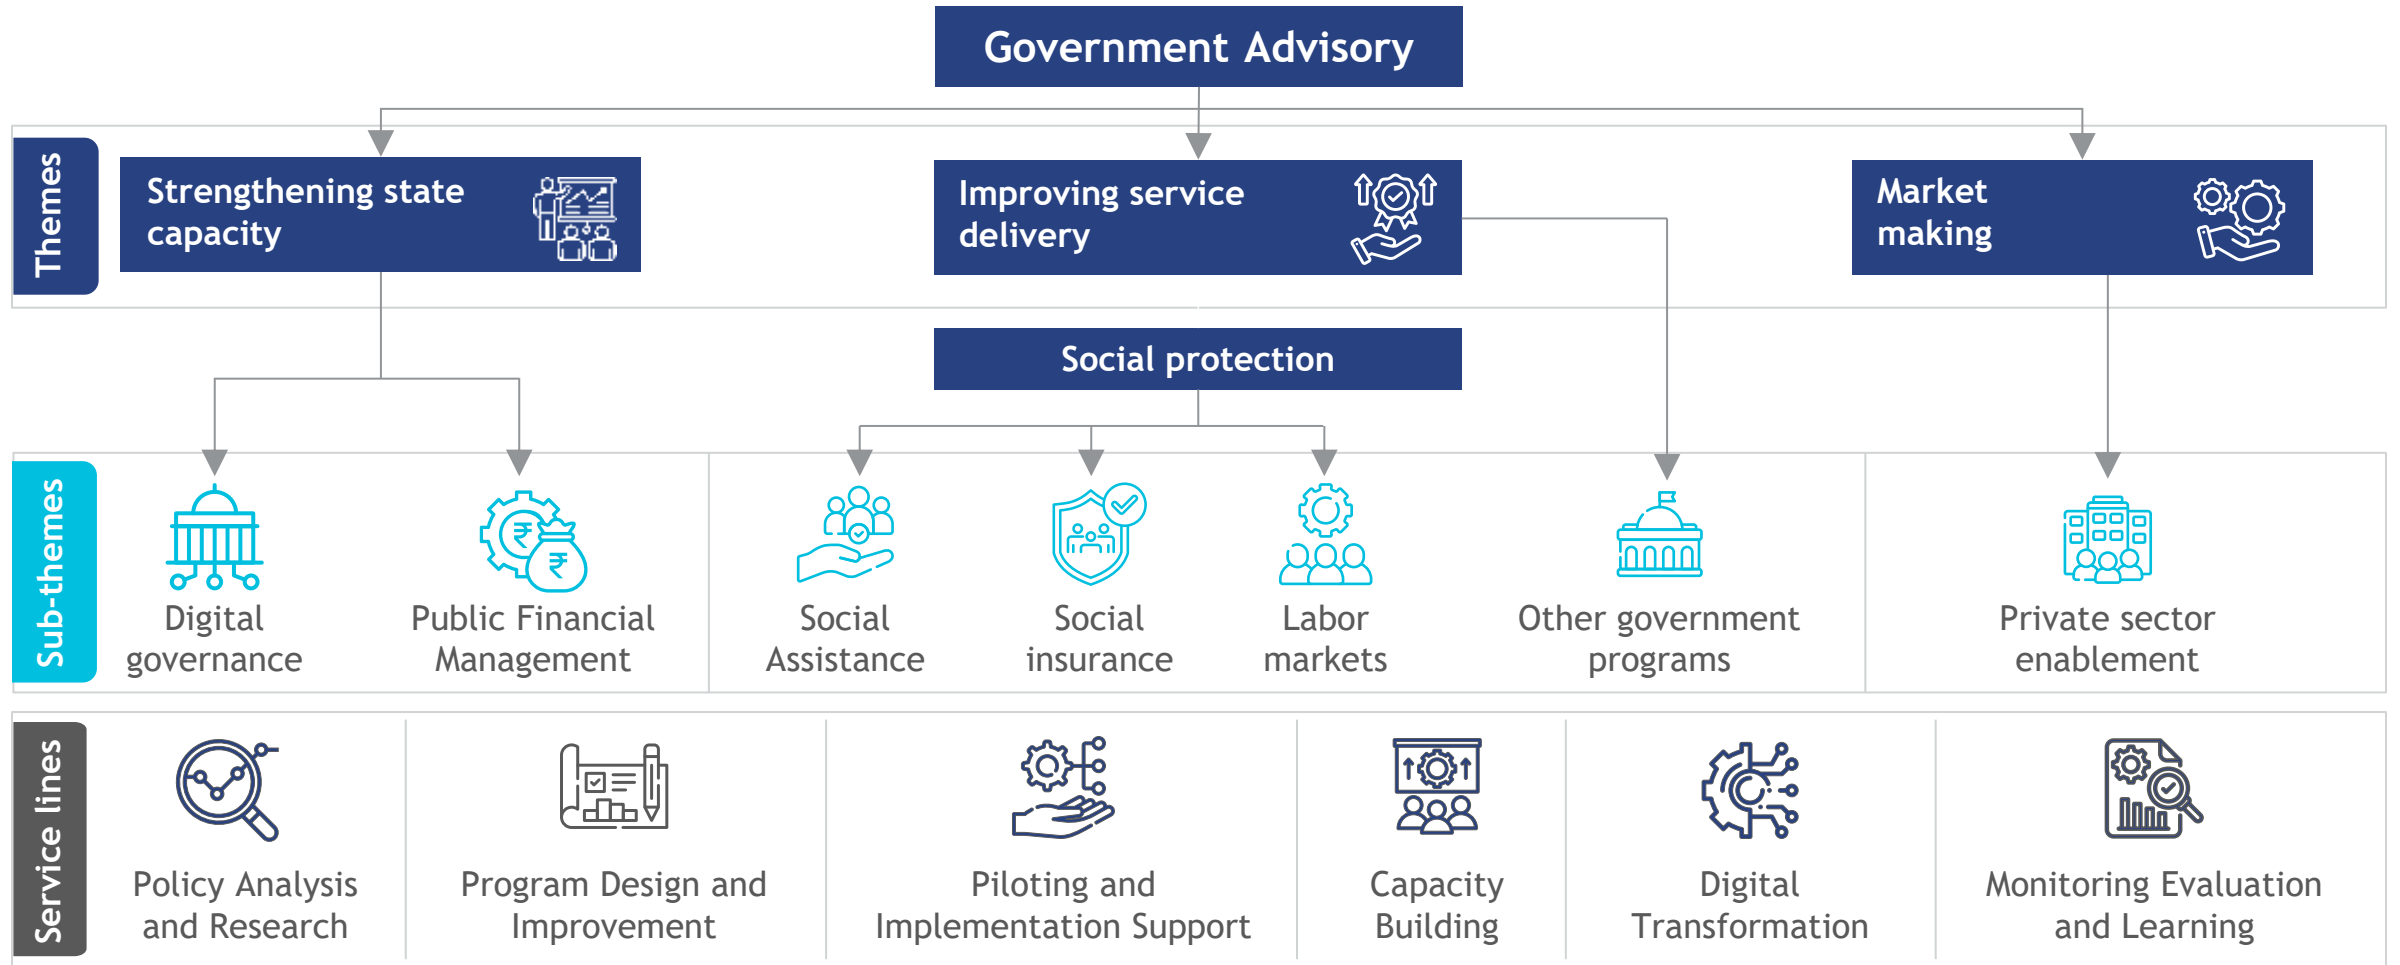 Government Advisory
Themes
Strengthening state
capacity
Improving service
delivery
Market
making
Social protection
Sub-themes
Digital
governance
Public Financial
Management
Social
Assistance
Social
insurance
Labor
markets
Other government
programs
Private sector
enablement
Service lines
Policy Analysis
and Research
Program Design and
Improvement
Piloting and
Implementation Support
Capacity
Building
Digital
Transformation
Monitoring Evaluation
and Learning